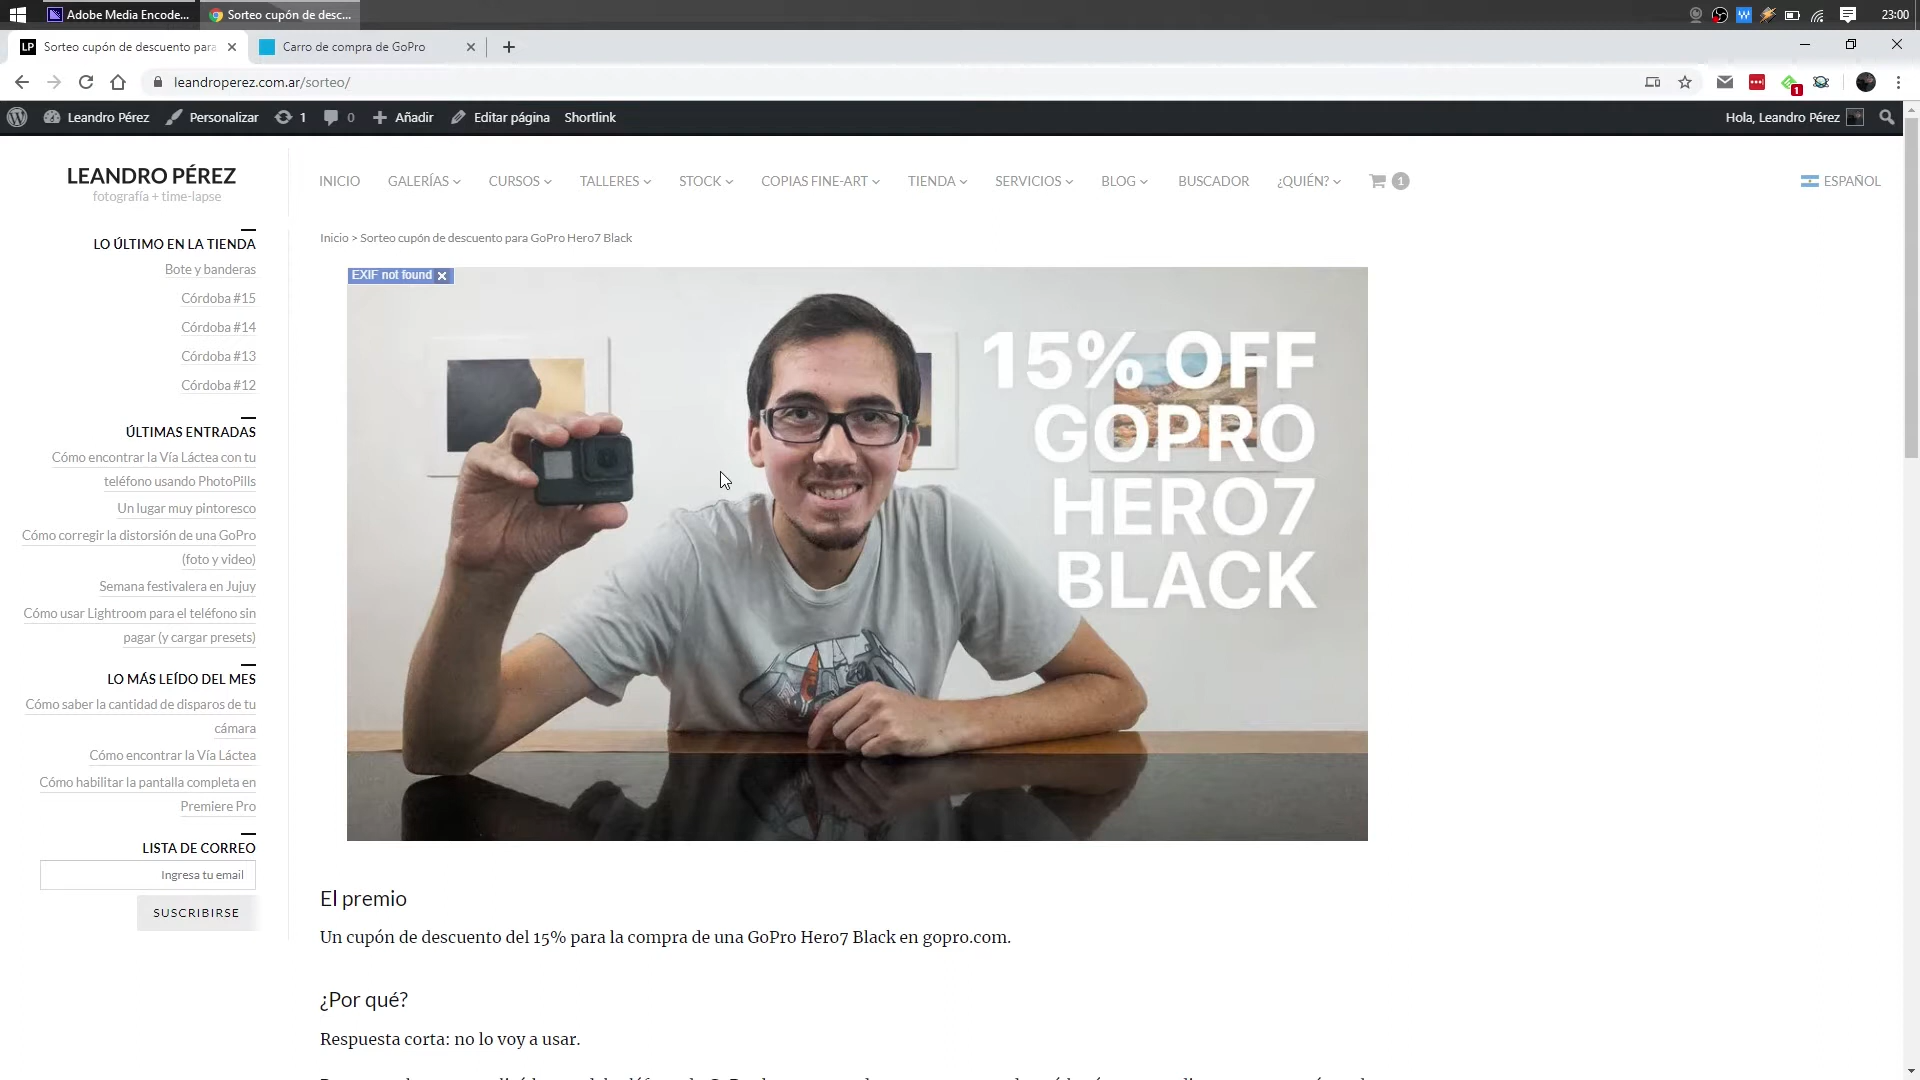 Adobe Media Encode...
Sorteo cupón de desc...
23:00
LP Sorteo cupón de descuento para
Carro de compra de GoPro
leandroperez.com.ar/sorteo/
1
Leandro Pérez
Personalizar
1
0
Añadir
Editar página
Shortlink
Hola, Leandro Pérez
LEANDRO PÉREZ
fotografía + time-lapse
INICIO
GALERÍAS
CURSOS
TALLERES
STOCK
COPIAS FINE-ART
TIENDA
SERVICIOS
BLOG
BUSCADOR
¿QUIÉN?
1
ESPAÑOL
LO ÚLTIMO EN LA TIENDA
Bote y banderas
Córdoba #15
Córdoba #14
Córdoba #13
Córdoba #12
ÚLTIMAS ENTRADAS
Cómo encontrar la Vía Láctea con tu
teléfono usando PhotoPills
Un lugar muy pintoresco
Cómo corregir la distorsión de una GoPro
(foto y video)
Semana festivalera en Jujuy
Cómo usar Lightroom para el teléfono sin
pagar (y cargar presets)
LO MÁS LEÍDO DEL MES
Cómo saber la cantidad de disparos de tu
cámara
Cómo encontrar la Vía Láctea
Cómo habilitar la pantalla completa en
Premiere Pro
LISTA DE CORREO
Ingresa tu email
SUSCRIBIRSE
Inicio > Sorteo cupón de descuento para GoPro Hero7 Black
EXIF not found
15% OFF
GOPRO
HERO7
BLACK
El premio
Un cupón de descuento del 15% para la compra de una GoPro Hero7 Black en gopro.com.
¿Por qué?
Respuesta corta: no lo voy a usar.